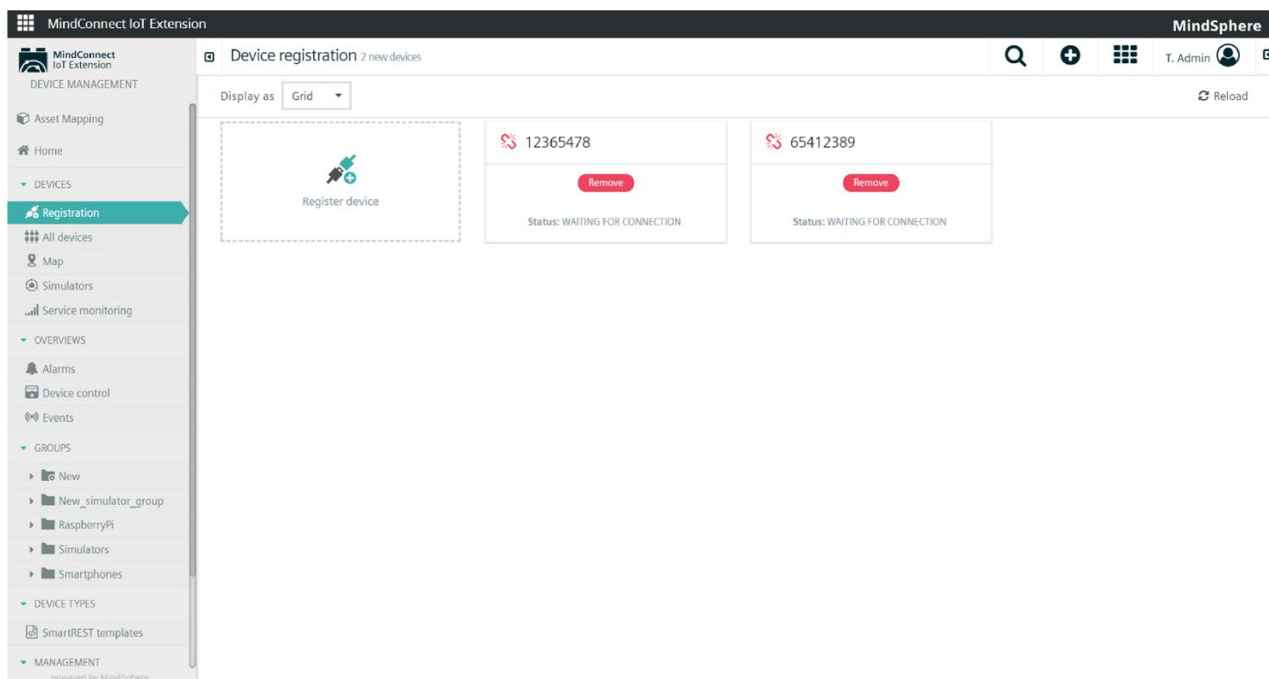 MindConnect IoT Extension
MindSphere
MindConnect
IoT Extension
DEVICE MANAGEMENT
Asset Mapping
Home
DEVICES
Registration
All devices
Map
Simulators
Service monitoring
OVERVIEWS
Alarms
Device control
Events
GROUPS
New
New_simulator_group
RaspberryPi
Simulators
Smartphones
DEVICE TYPES
SmartREST templates
MANAGEMENT
powered by MindSphere
Device registration 2 new devices
T. Admin
Display as Grid
Reload
Register device
12365478
Remove
Status: WAITING FOR CONNECTION
65412389
Remove
Status: WAITING FOR CONNECTION